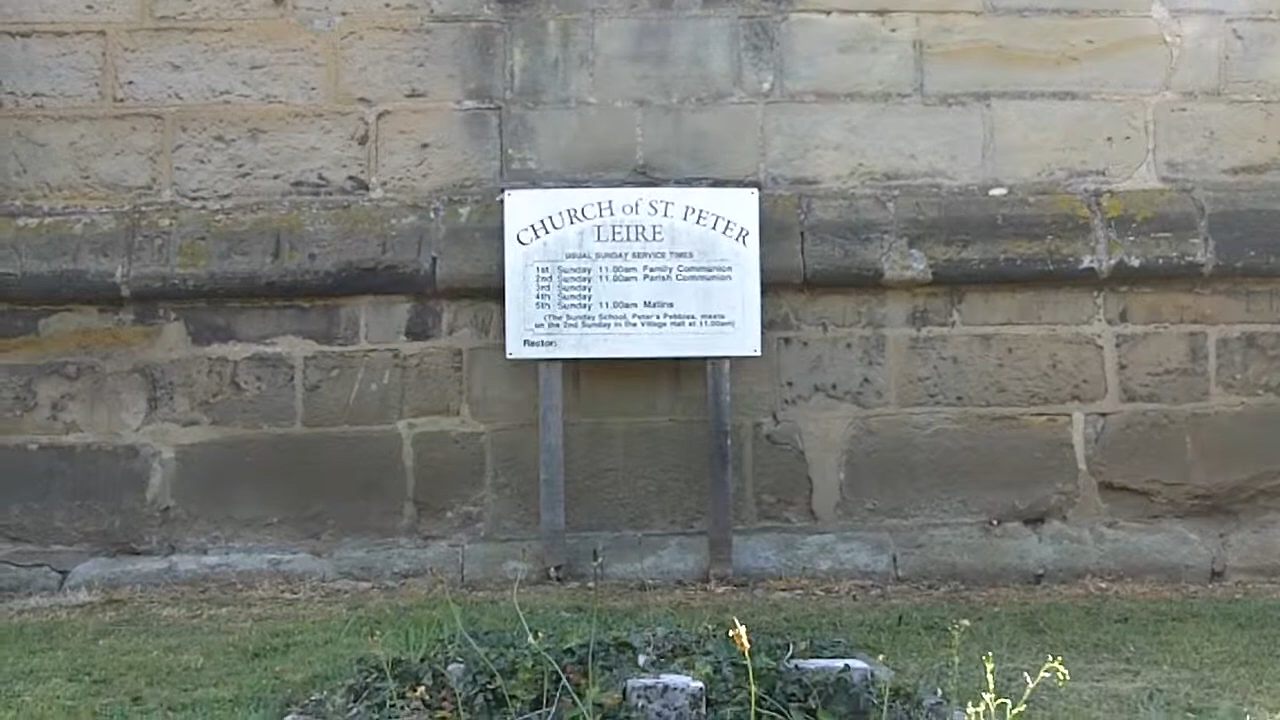 CHURCH of ST. PETER
LEIRE
USUAL SUNDAY SERVICE TIMES
1st Sunday 11.00am Family Communion
2nd Sunday 11.00am Parish Communion
3rd Sunday
4th Sunday
5th Sunday 11.00am Matins
(The Sunday School, Peter's Pebbles, meets
on the 2nd Sunday in the Village Hall at 11.00am)
Rector: